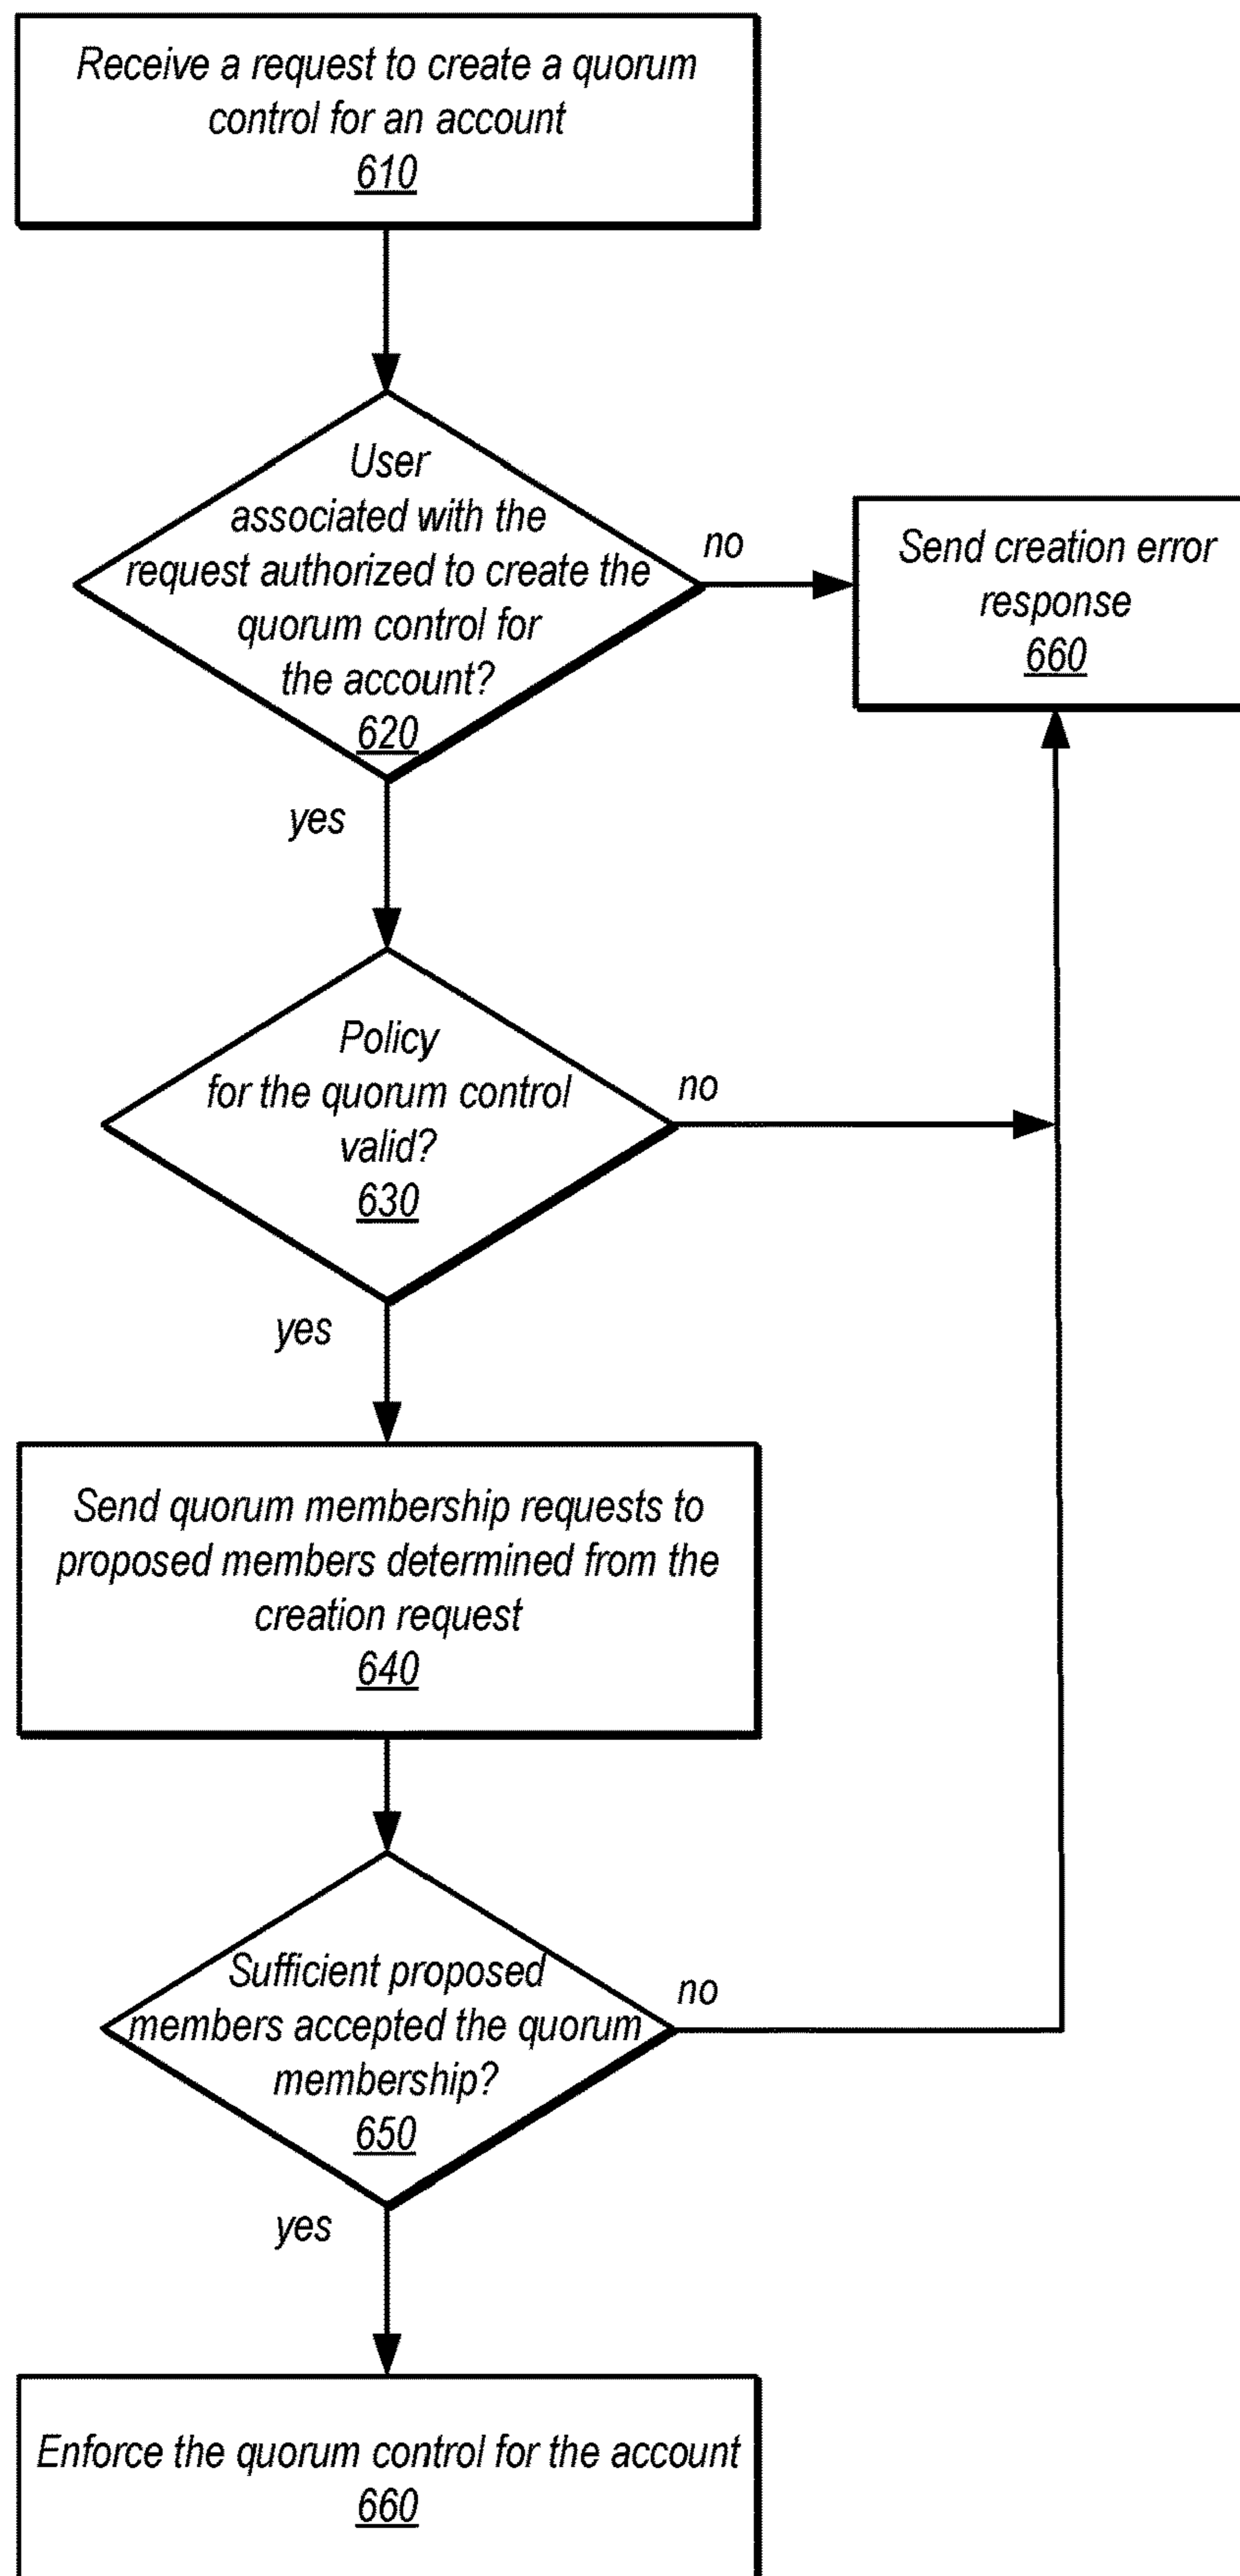 Receive a request to create a quorum
control for an account
610
User
associated with the
request authorized to create the
quorum control for
the account?
620
no
Send creation error
response
660
yes
Policy
for the quorum control
valid?
630
no
yes
Send quorum membership requests to
proposed members determined from the
creation request
640
Sufficient proposed
members accepted the quorum
membership?
650
no
yes
Enforce the quorum control for the account
660